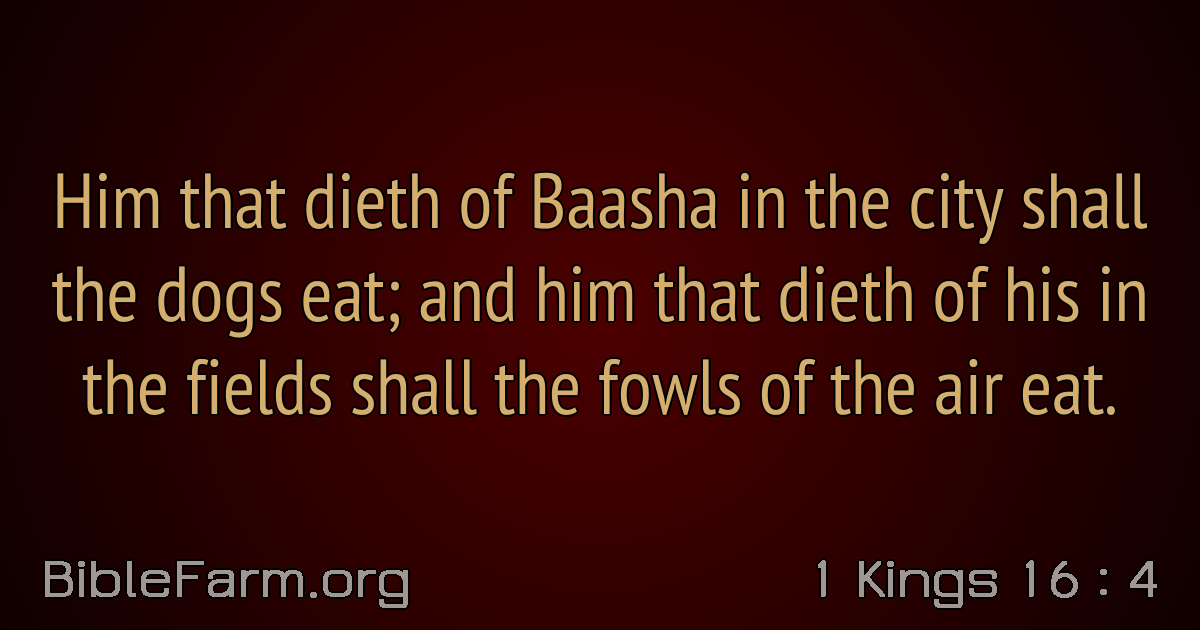 Him that dieth of Baasha in the city shall
the dogs eat; and him that dieth of his in
the fields shall the fowls of the air eat.
BibleFarm.org
1 Kings 16 : 4